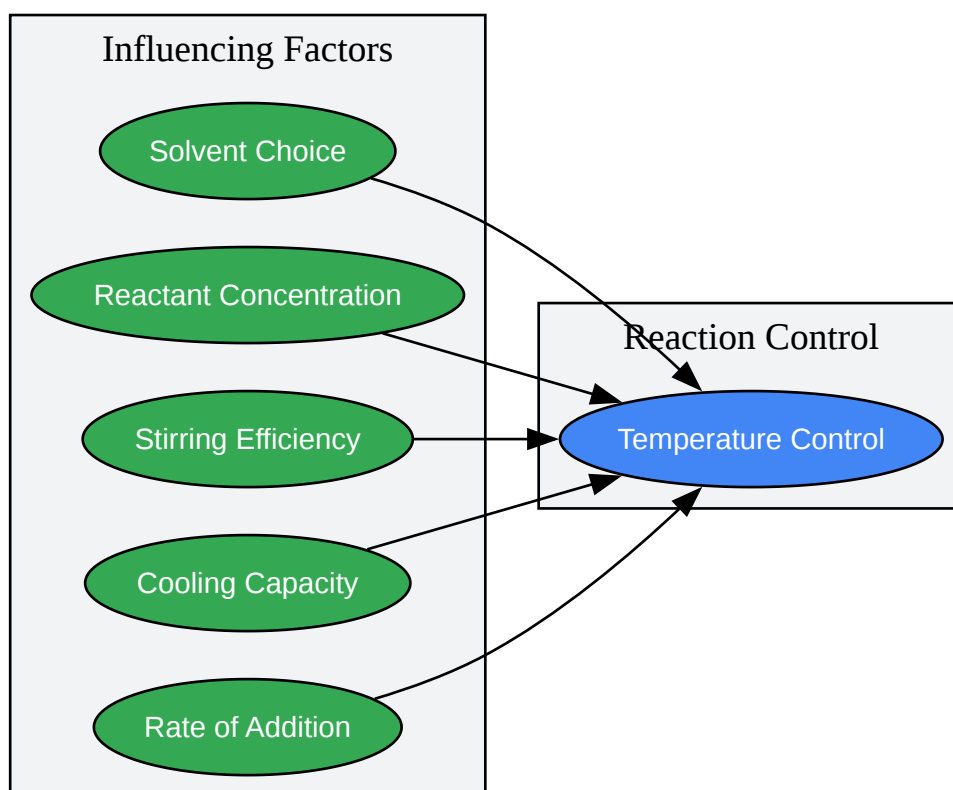 Influencing Factors
Solvent Choice
Reactant Concentration
Stirring Efficiency
Cooling Capacity
Rate of Addition
Reaction Control
Temperature Control